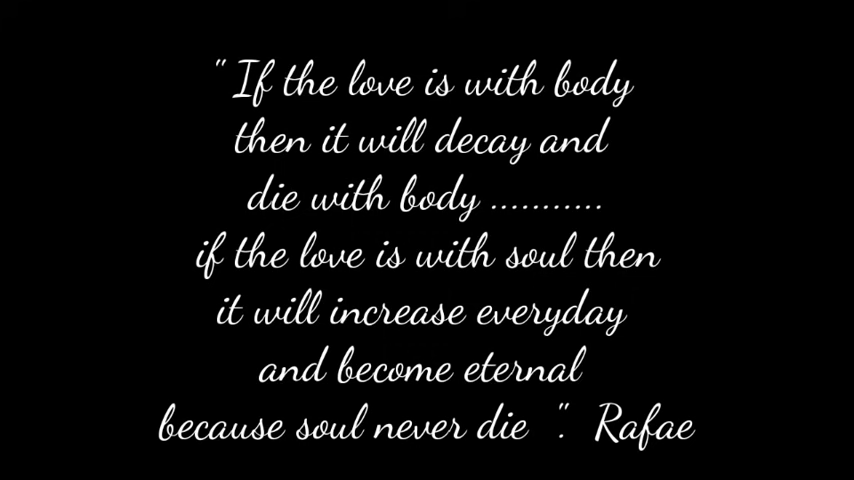 " If the love is with body
then it will decay and
die with body ...........
if the love is with soul then
it will increase everyday
and become eternal
because soul never die ". Rafae